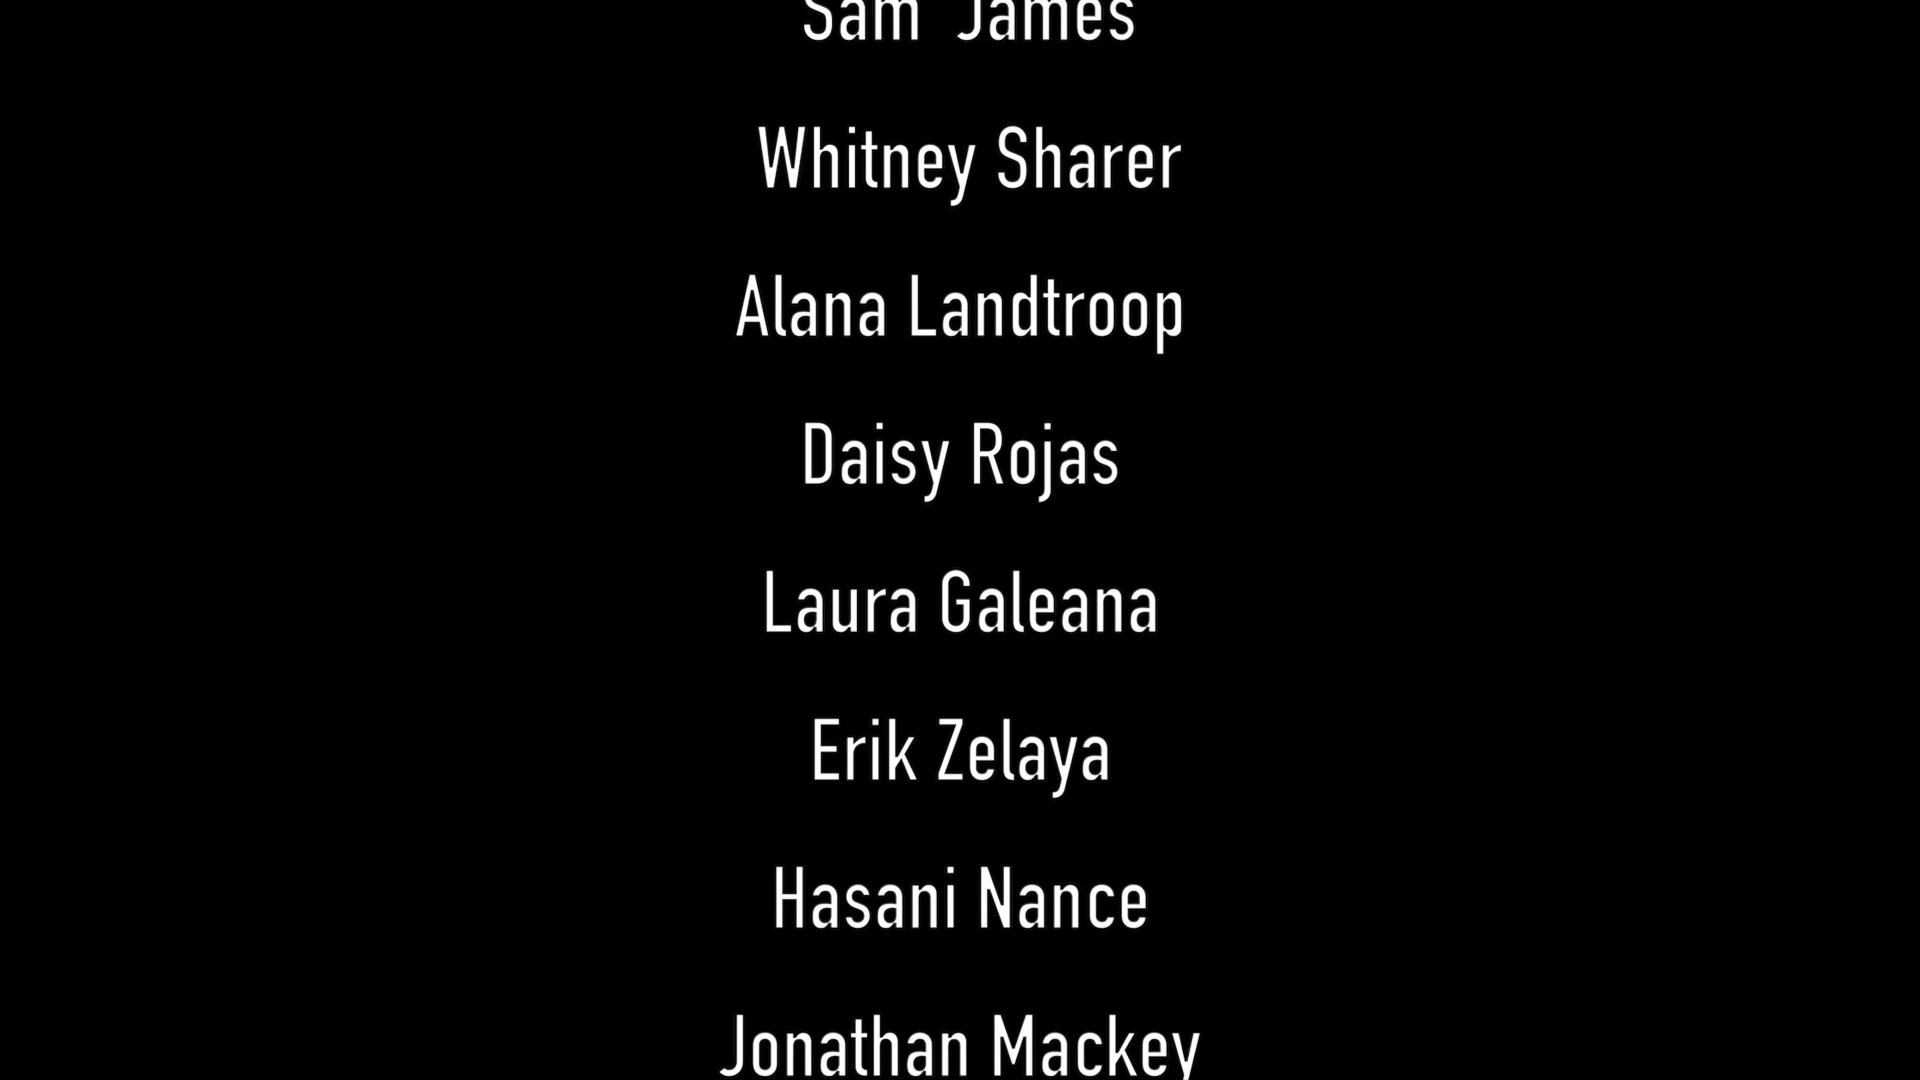 Sam James
Whitney Sharer
Alana Landtroop
Daisy Rojas
Laura Galeana
Erik Zelaya
Hasani Nance
Jonathan Mackey